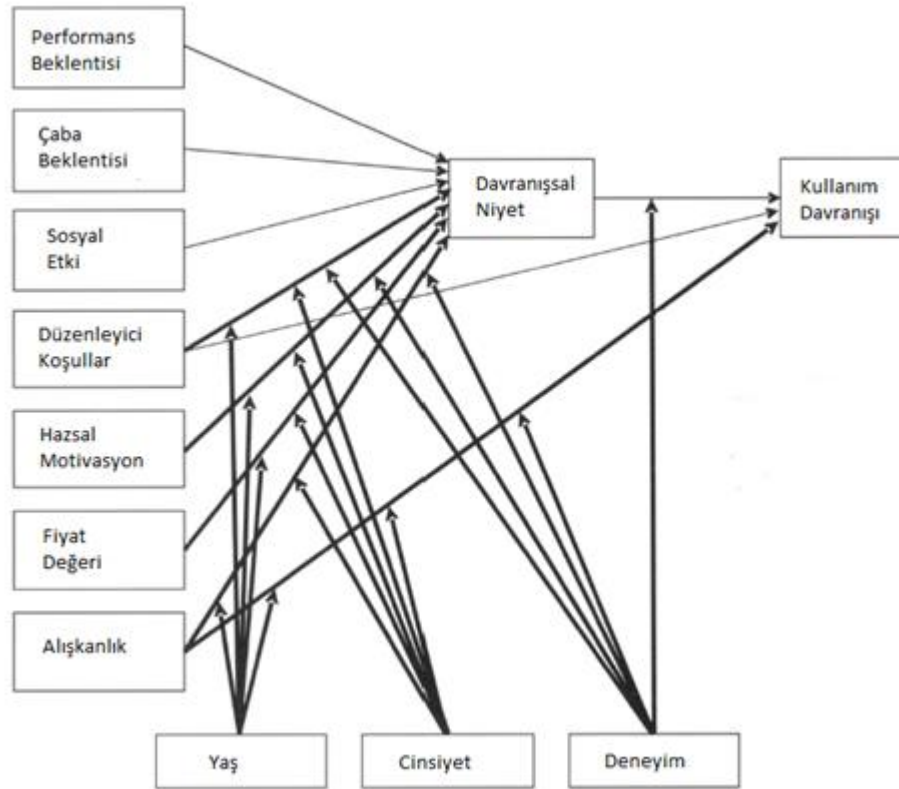 Performans
Beklentisi
Çaba
Beklentisi
Sosyal
Etki
Düzenleyici
Koşullar
Hazsal
Motivasyon
Fiyat
Değeri
Alışkanlık
Davranışsal
Niyet
Kullanım
Davranışı
Yaş
Cinsiyet
Deneyim